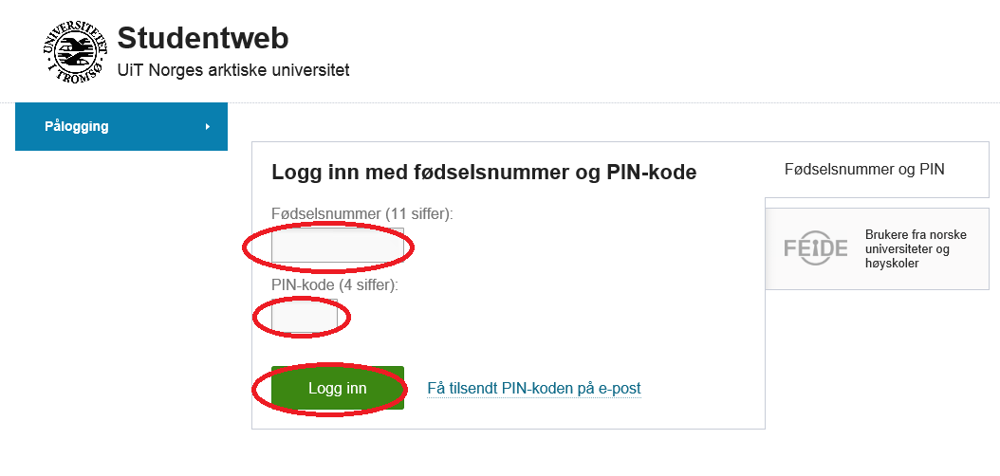 UNIVERSITETET
I TROMSØ
Studentweb
UiT Norges arktiske universitet
Pålogging
Logg inn med fødselsnummer og PIN-kode
Fødselsnummer (11 siffer):
PIN-kode (4 siffer):
Logg inn
Få tilsendt PIN-koden på e-post
Fødselsnummer og PIN
FEIDE
Brukere fra norske
universiteter og
høyskoler